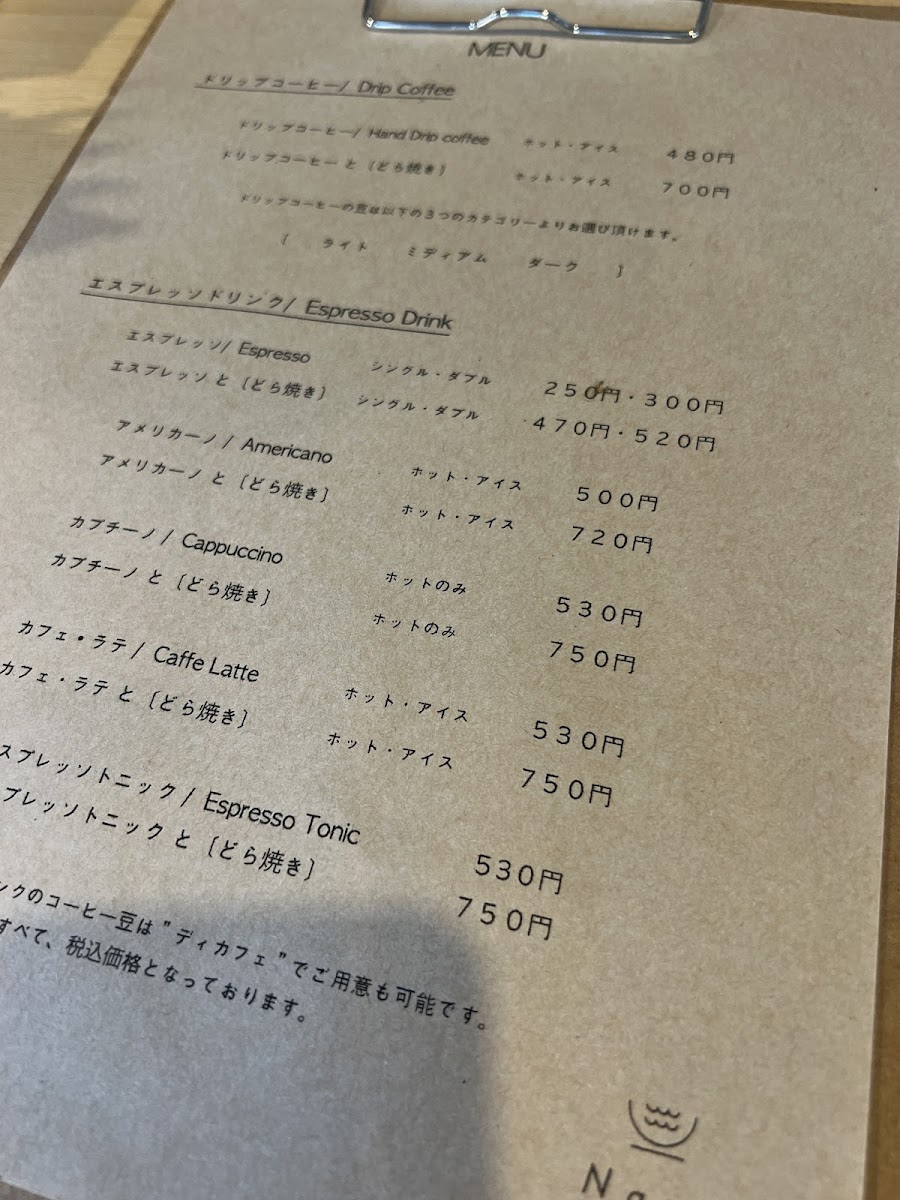 MENU
ドリップコーヒー/ Drip Coffee
ドリップコーヒー/ Hand Drip coffee ホット・アイス 480円
ドリップコーヒー と〔どら焼き〕 ホット・アイス 700円
ドリップコーヒーの豆は以下の3つのカテゴリーよりお選び頂けます。
〔 ライト ミディアム ダーク 〕
エスプレッソドリンク/ Espresso Drink
エスプレッソ/ Espresso シングル・ダブル 250円・300円
エスプレッソ と〔どら焼き〕 シングル・ダブル 470円・520円
アメリカーノ / Americano ホット・アイス 500円
アメリカーノ と〔どら焼き〕 ホット・アイス 720円
カプチーノ / Cappuccino ホットのみ 530円
カプチーノ と〔どら焼き〕 ホットのみ 750円
カフェ・ラテ / Caffe Latte ホット・アイス 530円
カフェ・ラテ と〔どら焼き〕 ホット・アイス 750円
スプレッソトニック / Espresso Tonic 530円
プレッソトニック と〔どら焼き〕 750円
ンクのコーヒー豆は"ディカフェ"でご用意も可能です。
すべて、税込価格となっております。